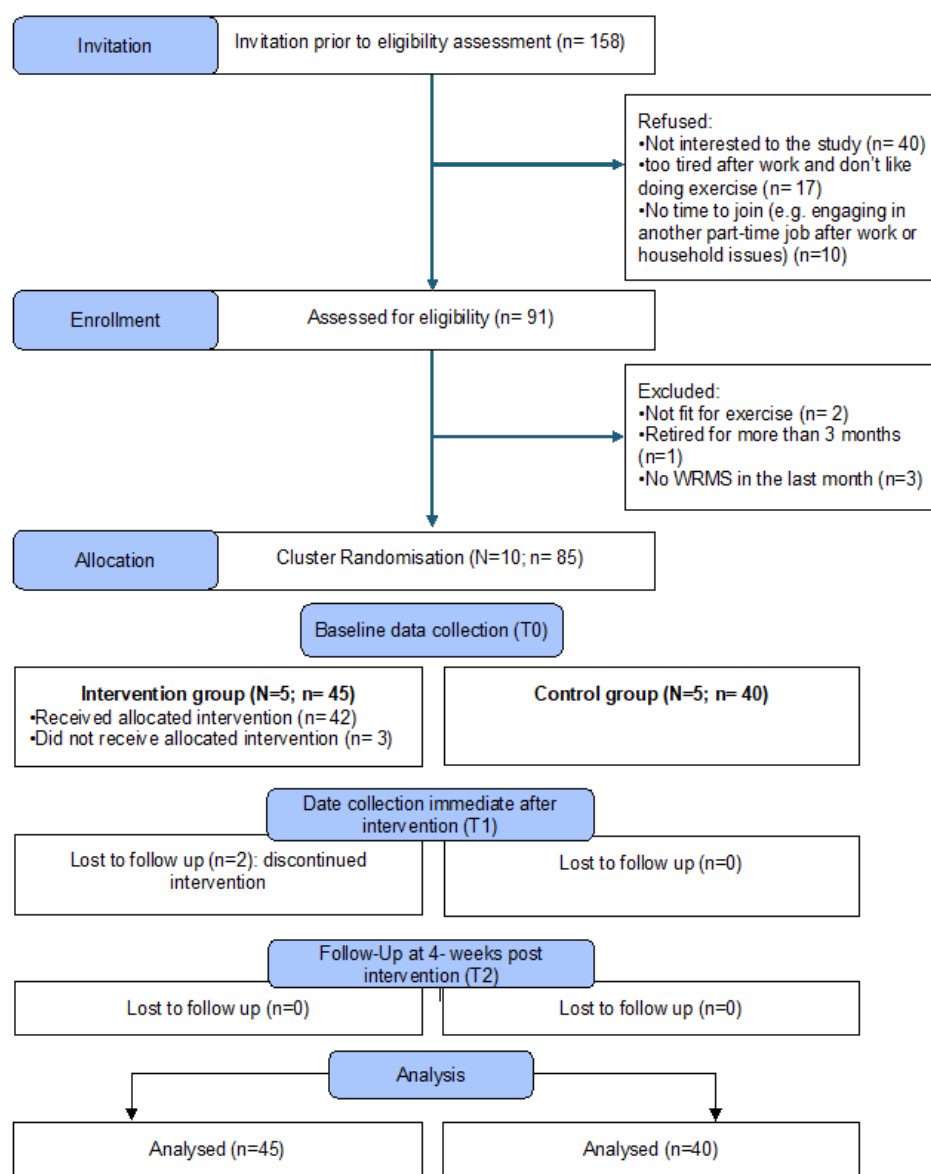 Invitation
Invitation prior to eligibility assessment (n= 158)
Refused:
•Not interested to the study (n= 40)
•too tired after work and don’t like
doing exercise (n= 17)
•No time to join (e.g. engaging in
another part-time job after work or
household issues) (n=10)
Enrollment
Assessed for eligibility (n= 91)
Excluded:
•Not fit for exercise (n= 2)
•Retired for more than 3 months
(n=1)
•No WRMS in the last month (n=3)
Allocation
Cluster Randomisation (N=10; n= 85)
Baseline data collection (T0)
Intervention group (N=5; n= 45)
•Received allocated intervention (n= 42)
•Did not receive allocated intervention (n= 3)
Control group (N=5; n= 40)
Date collection immediate after
intervention (T1)
Lost to follow up (n=2): discontinued
intervention
Lost to follow up (n=0)
Follow-Up at 4- weeks post
intervention (T2)
Lost to follow up (n=0)
Lost to follow up (n=0)
Analysis
Analysed (n=45)
Analysed (n=40)